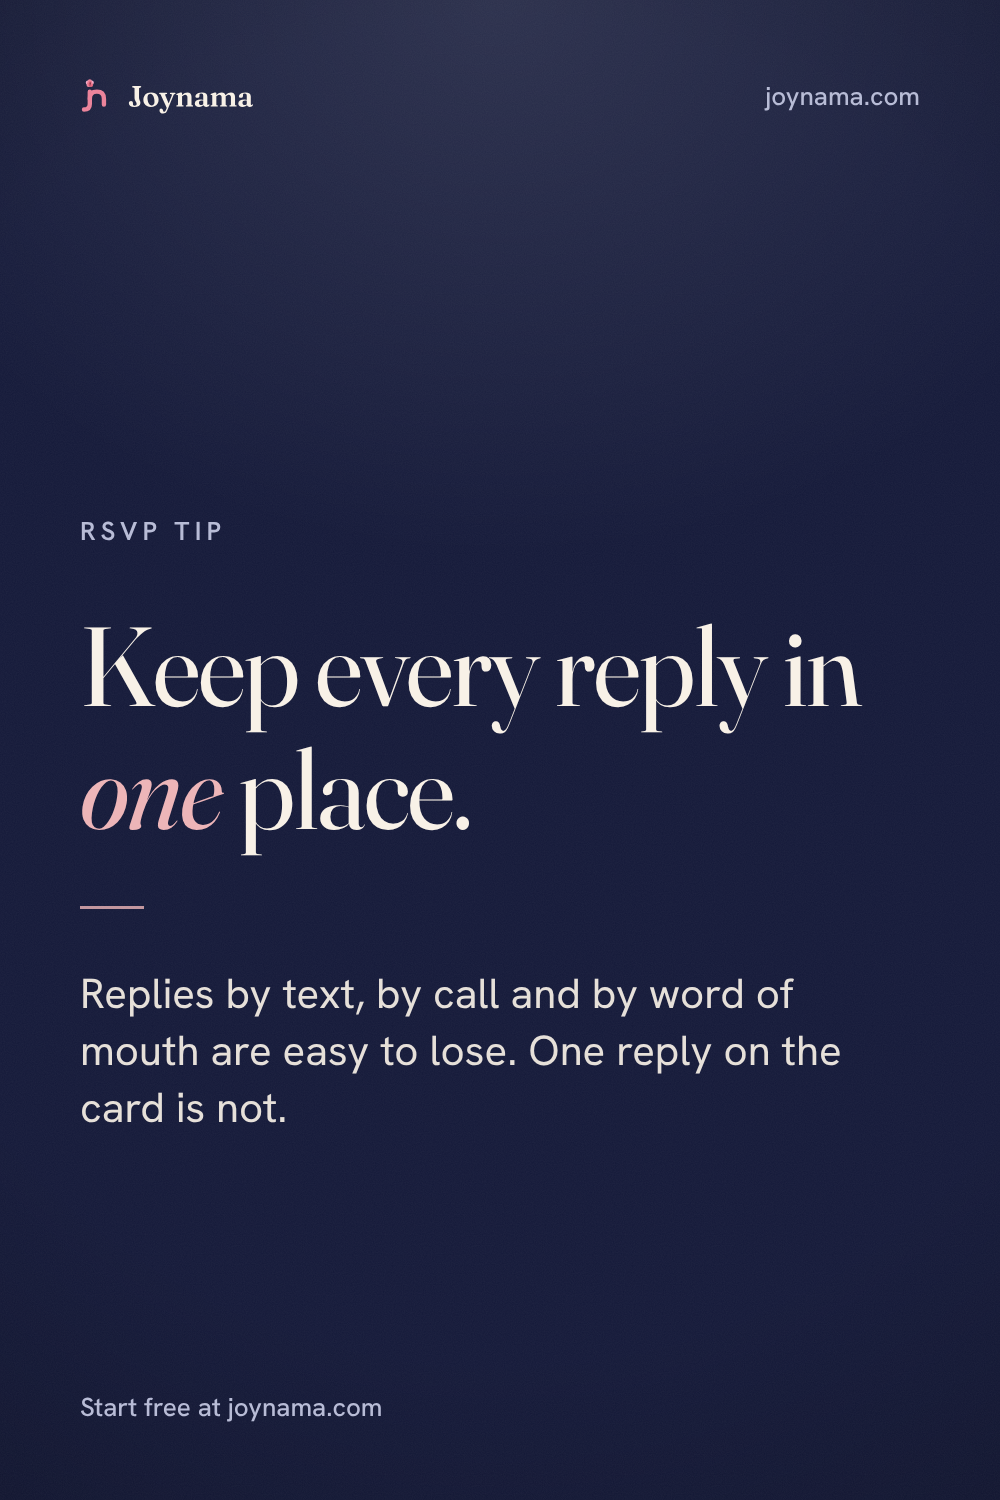 Joynama
joynama.com
RSVP TIP
Keep every reply in
one place.
Replies by text, by call and by word of
mouth are easy to lose. One reply on the
card is not.
Start free at joynama.com